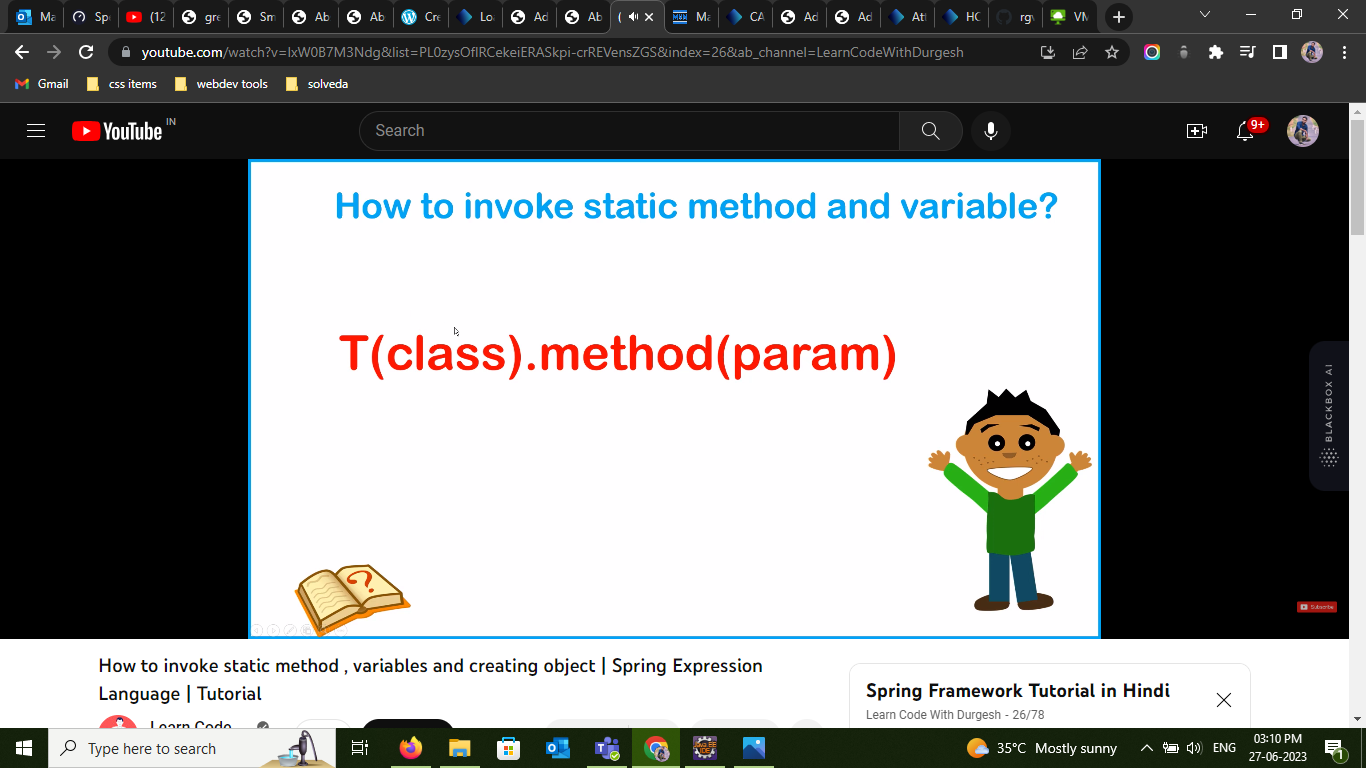 Ma
Sp
(12
gre
Sm
Ab
Ab
Cre
Lo
Ad
Ab
(
Ma
CA
Ad
Ad
Att
HC
rgv
VM
youtube.com/watch?v=IxW0B7M3Ndg&list=PL0zysOflRCekeiERASkpi-crREVensZGS&index=26&ab_channel=LearnCodeWithDurgesh
Gmail
css items
webdev tools
solveda
YouTube IN
Search
9+
How to invoke static method and variable?
T(class).method(param)
?
BLACKBOX AI
Subscribe
How to invoke static method , variables and creating object | Spring Expression
Language | Tutorial
Learn Code
Spring Framework Tutorial in Hindi
Learn Code With Durgesh - 26/78
Type here to search
35°C Mostly sunny
ENG
03:10 PM
27-06-2023
1